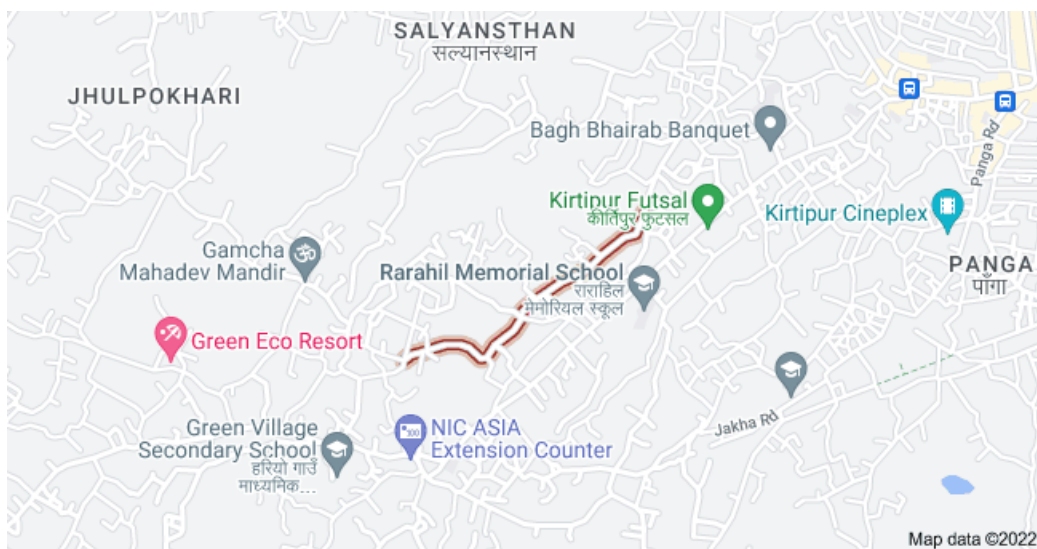 SALYANSTHAN
सल्यानस्थान
JHULPOKHARI
Bagh Bhairab Banquet
Panga Rd
Kirtipur Futsal
कीर्तिपुर फुटसल
Kirtipur Cineplex
Gamcha
Mahadev Mandir
Rarahil Memorial School
राराहिल
मेमोरियल स्कूल
PANGA
पाँगा
Green Eco Resort
Jakha Rd
Green Village
Secondary School
हरियो गाउँ
माध्यमिक...
NIC ASIA
Extension Counter
Map data ©2022